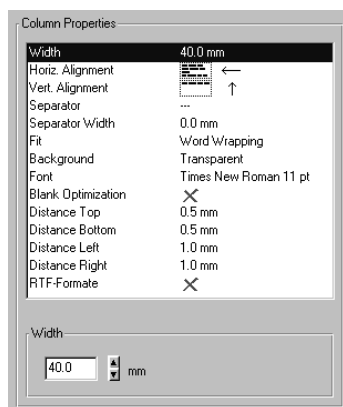 Column Properties
Width 40.0 mm
Horiz. Alignment ←
Vert. Alignment ↑
Separator ---
Separator Width 0.0 mm
Fit Word Wrapping
Background Transparent
Font Times New Roman 11 pt
Blank Optimization ✕
Distance Top 0.5 mm
Distance Bottom 0.5 mm
Distance Left 1.0 mm
Distance Right 1.0 mm
RTF-Formate ✕
Width
40.0 mm